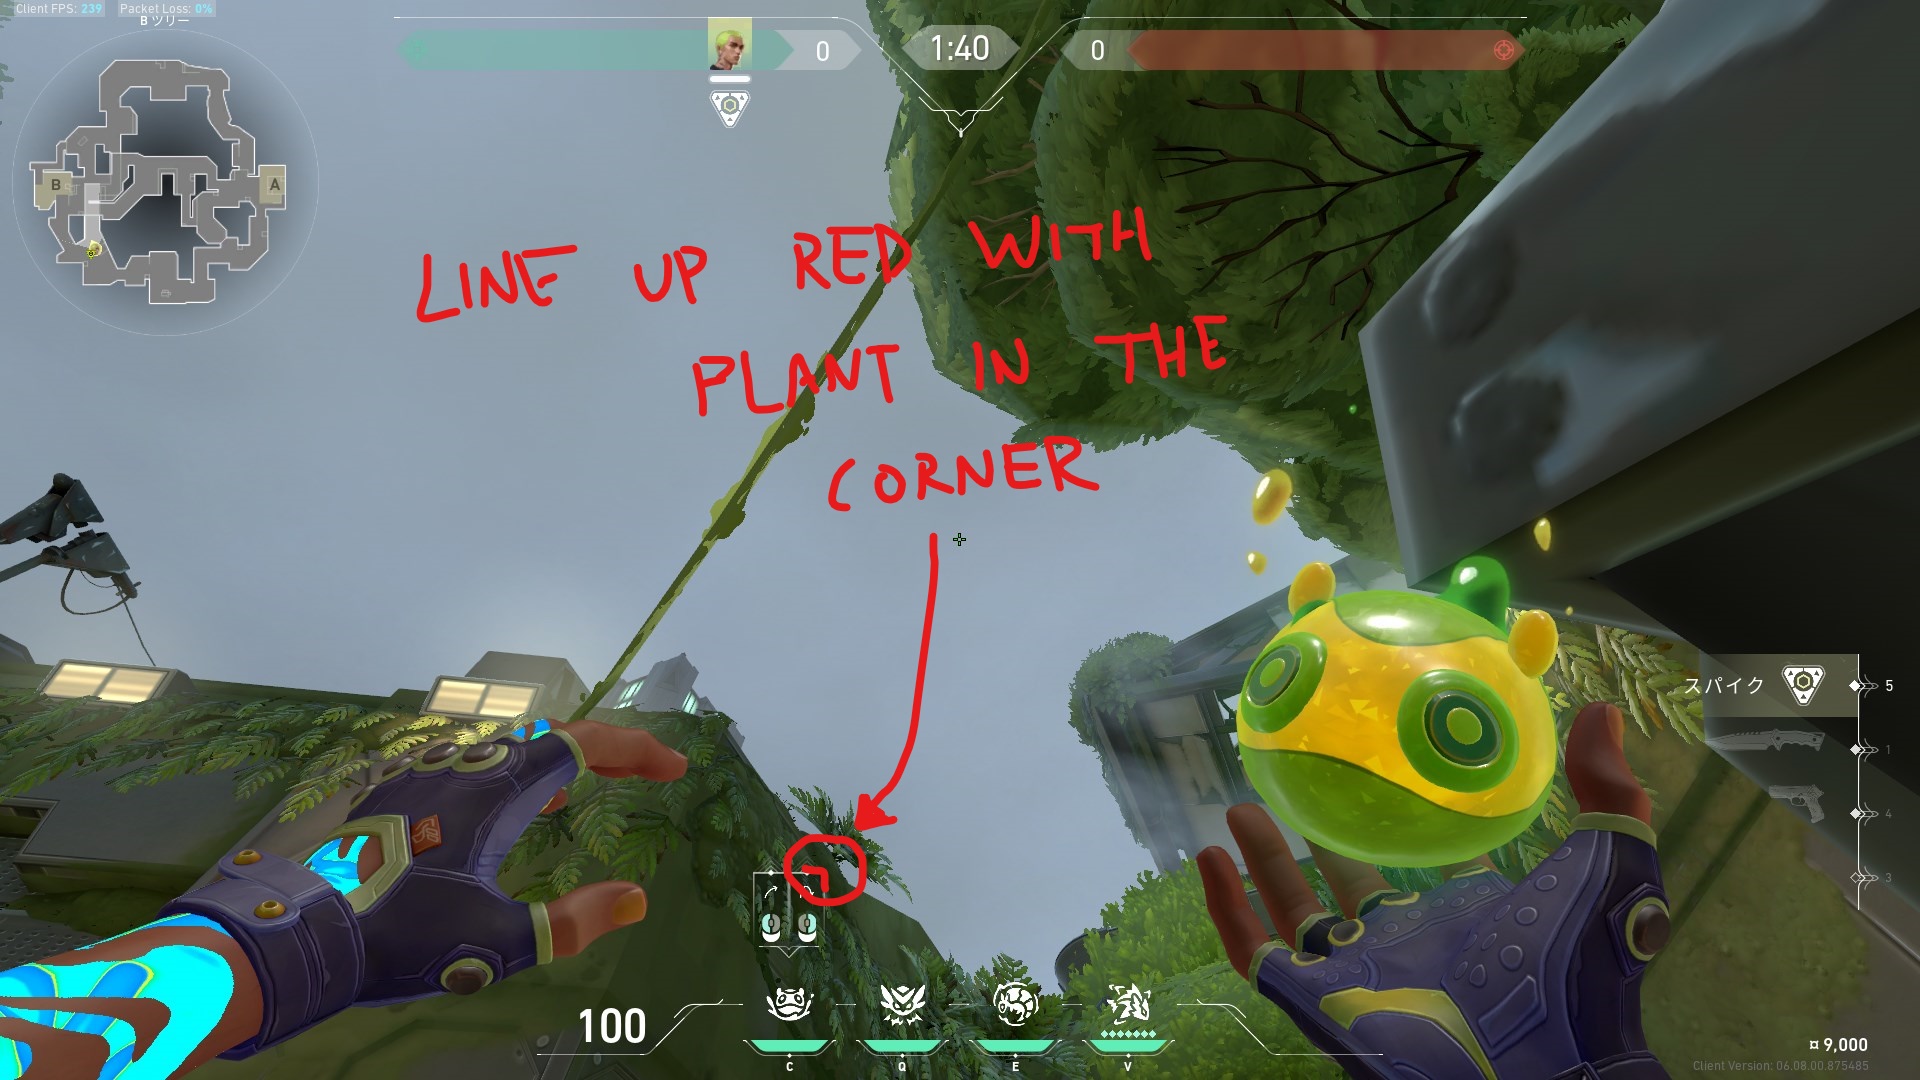 Client FPS: 239 Packet Loss: 0%
B ツリー
0 1:40 0
B A
LINE UP RED WITH
PLANT IN THE
CORNER
スパイク 5
1
4
3
100
C Q E V
¤ 9,000
Client Version: 06.08.00.875485